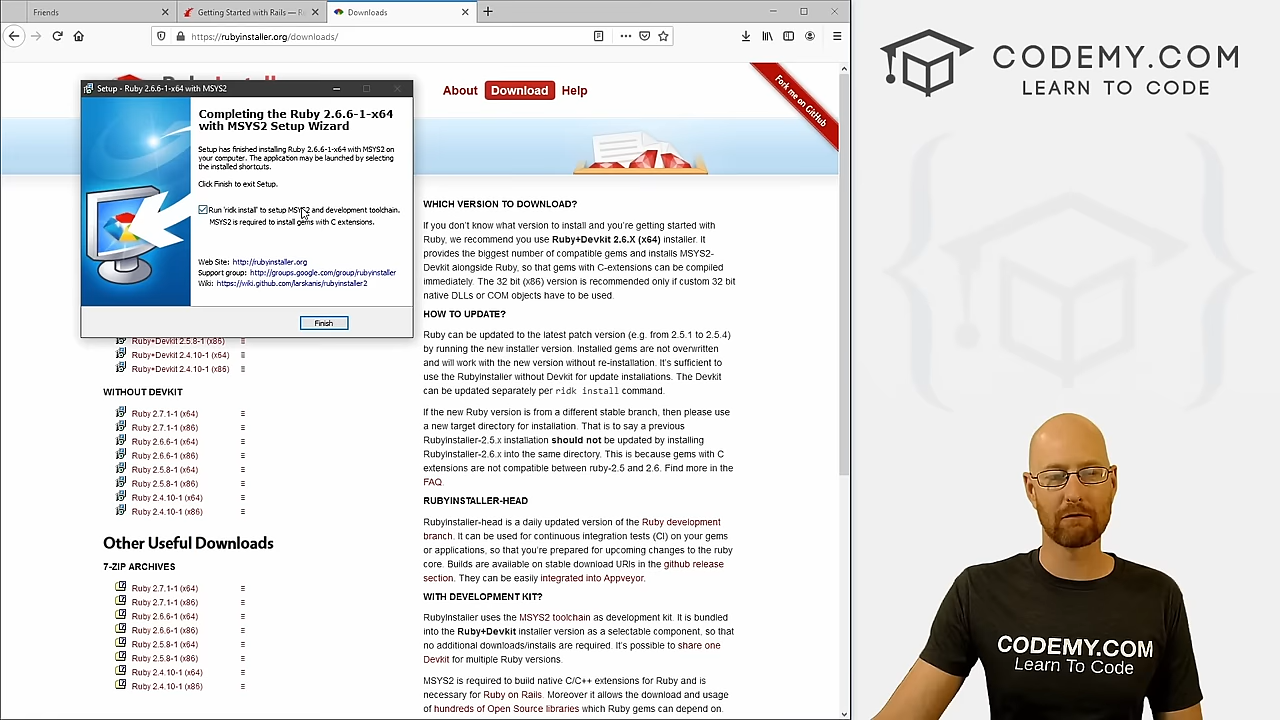 Friends
Getting Started with Rails — R
Downloads
https://rubyinstaller.org/downloads/
CODEMY.COM
LEARN TO CODE
Setup - Ruby 2.6.6-1-x64 with MSYS2
Completing the Ruby 2.6.6-1-x64
with MSYS2 Setup Wizard
Setup has finished installing Ruby 2.6.6-1-x64 with MSYS2 on
your computer. The application may be launched by selecting
the installed shortcuts.
Click Finish to exit Setup.
Run 'ridk install' to setup MSYS2 and development toolchain.
MSYS2 is required to install gems with C extensions.
Web Site: http://rubyinstaller.org
Support group: http://groups.google.com/group/rubyinstaller
Wiki: https://wiki.github.com/larskanis/rubyinstaller2
Finish
About Download Help
Fork me on GitHub
Ruby+Devkit 2.5.8-1 (x86)
Ruby+Devkit 2.4.10-1 (x64)
Ruby+Devkit 2.4.10-1 (x86)
WITHOUT DEVKIT
Ruby 2.7.1-1 (x64)
Ruby 2.7.1-1 (x86)
Ruby 2.6.6-1 (x64)
Ruby 2.6.6-1 (x86)
Ruby 2.5.8-1 (x64)
Ruby 2.5.8-1 (x86)
Ruby 2.4.10-1 (x64)
Ruby 2.4.10-1 (x86)
Other Useful Downloads
7-ZIP ARCHIVES
Ruby 2.7.1-1 (x64)
Ruby 2.7.1-1 (x86)
Ruby 2.6.6-1 (x64)
Ruby 2.6.6-1 (x86)
Ruby 2.5.8-1 (x64)
Ruby 2.5.8-1 (x86)
Ruby 2.4.10-1 (x64)
Ruby 2.4.10-1 (x86)
WHICH VERSION TO DOWNLOAD?
If you don't know what version to install and you're getting started with
Ruby, we recommend you use Ruby+Devkit 2.6.X (x64) installer. It
provides the biggest number of compatible gems and installs MSYS2-
Devkit alongside Ruby, so that gems with C-extensions can be compiled
immediately. The 32 bit (x86) version is recommended only if custom 32 bit
native DLLs or COM objects have to be used.
HOW TO UPDATE?
Ruby can be updated to the latest patch version (e.g. from 2.5.1 to 2.5.4)
by running the new installer version. Installed gems are not overwritten
and will work with the new version without re-installation. It's sufficient to
use the RubyInstaller without Devkit for update installations. The Devkit
can be updated separately per ridk install command.
If the new Ruby version is from a different stable branch, then please use
a new target directory for installation. That is to say a previous
RubyInstaller-2.5.x installation should not be updated by installing
RubyInstaller-2.6.x into the same directory. This is because gems with C
extensions are not compatible between ruby-2.5 and 2.6. Find more in the
FAQ.
RUBYINSTALLER-HEAD
RubyInstaller-head is a daily updated version of the Ruby development
branch. It can be used for continuous integration tests (CI) on your gems
or applications, so that you're prepared for upcoming changes to the ruby
core. Builds are available on stable download URIs in the github release
section. They can be easily integrated into Appveyor.
WITH DEVELOPMENT KIT?
RubyInstaller uses the MSYS2 toolchain as development kit. It is bundled
into the Ruby+Devkit installer version as a selectable component, so that
no additional downloads/installs are required. It's possible to share one
Devkit for multiple Ruby versions.
MSYS2 is required to build native C/C++ extensions for Ruby and is
necessary for Ruby on Rails. Moreover it allows the download and usage
of hundreds of Open Source libraries which Ruby gems can depend on.
CODEMY.COM
Learn To Code